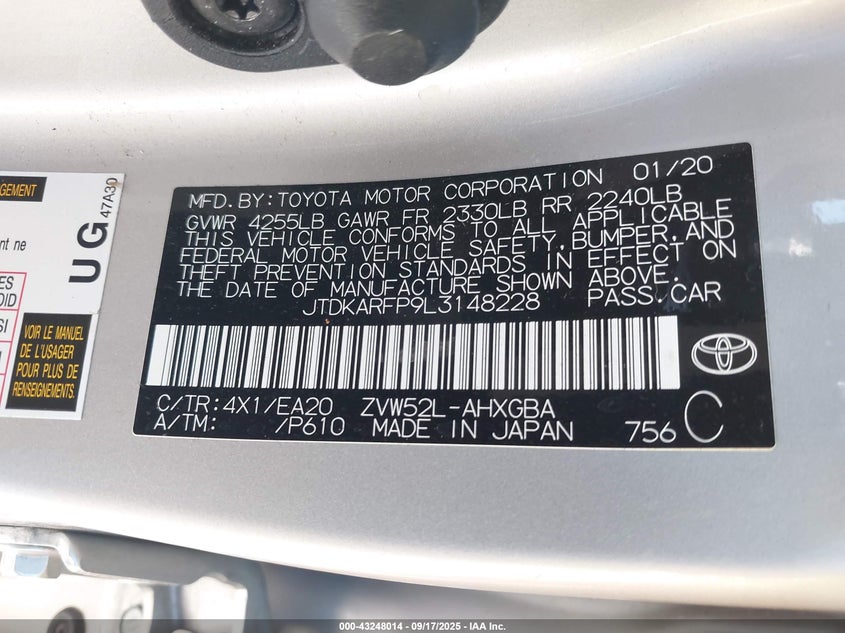 MFD.BY:TOYOTA MOTOR CORPORATION 01/20
GVWR 4255LB GAWR FR 2330LB RR 2240LB
THIS VEHICLE CONFORMS TO ALL APPLICABLE
FEDERAL MOTOR VEHICLE SAFETY,BUMPER,AND
THEFT PREVENTION STANDARDS IN EFFECT ON
THE DATE OF MANUFACTURE SHOWN ABOVE.
JTDKARFP9L3148228 PASS.CAR
C/TR:4X1/EA20 ZVW52L-AHXGBA
A/TM: /P610 MADE IN JAPAN 756 C
UG
47A30
VOIR LE MANUEL
DE L'USAGER
POUR PLUS DE
RENSEIGNEMENTS.
000-43248014 - 09/17/2025 - IAA Inc.